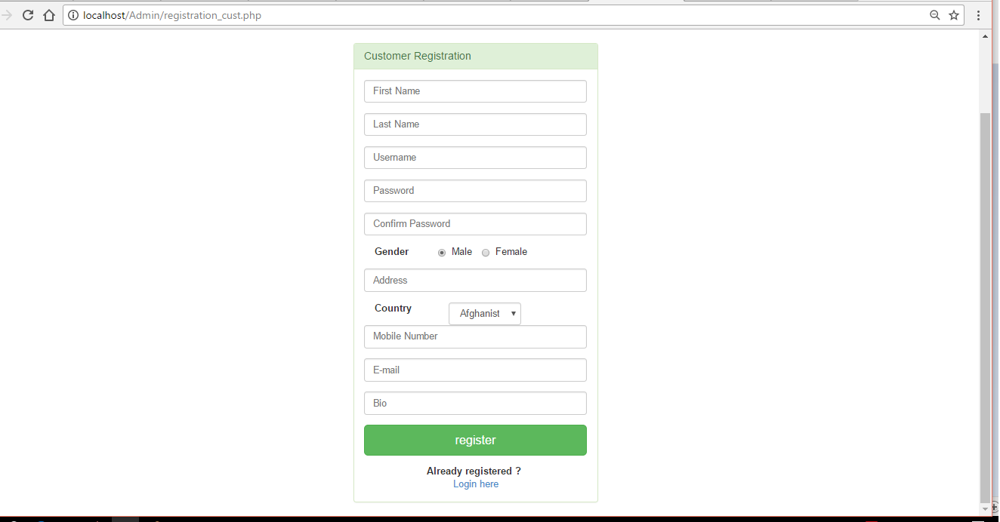 localhost/Admin/registration_cust.php
Customer Registration
First Name
Last Name
Username
Password
Confirm Password
Gender Male Female
Address
Country Afghanist
Mobile Number
E-mail
Bio
register
Already registered ?
Login here